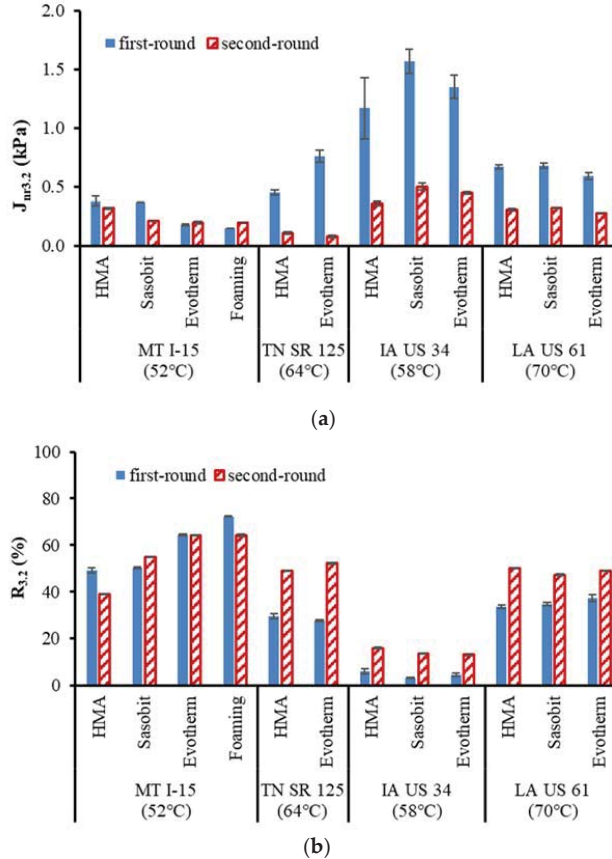 2.0
first-round second-round
1.5
1.0
0.5
0.0
Jnr3.2 (kPa)
HMA Sasobit Evotherm Foaming HMA Evotherm HMA Sasobit Evotherm HMA Sasobit Evotherm
MT I-15 TN SR 125 IA US 34 LA US 61
(52°C) (64°C) (58°C) (70°C)
(a)
100
first-round second-round
80
60
40
20
0
R3.2 (%)
HMA Sasobit Evotherm Foaming HMA Evotherm HMA Sasobit Evotherm HMA Sasobit Evotherm
MT I-15 TN SR 125 IA US 34 LA US 61
(52°C) (64°C) (58°C) (70°C)
(b)